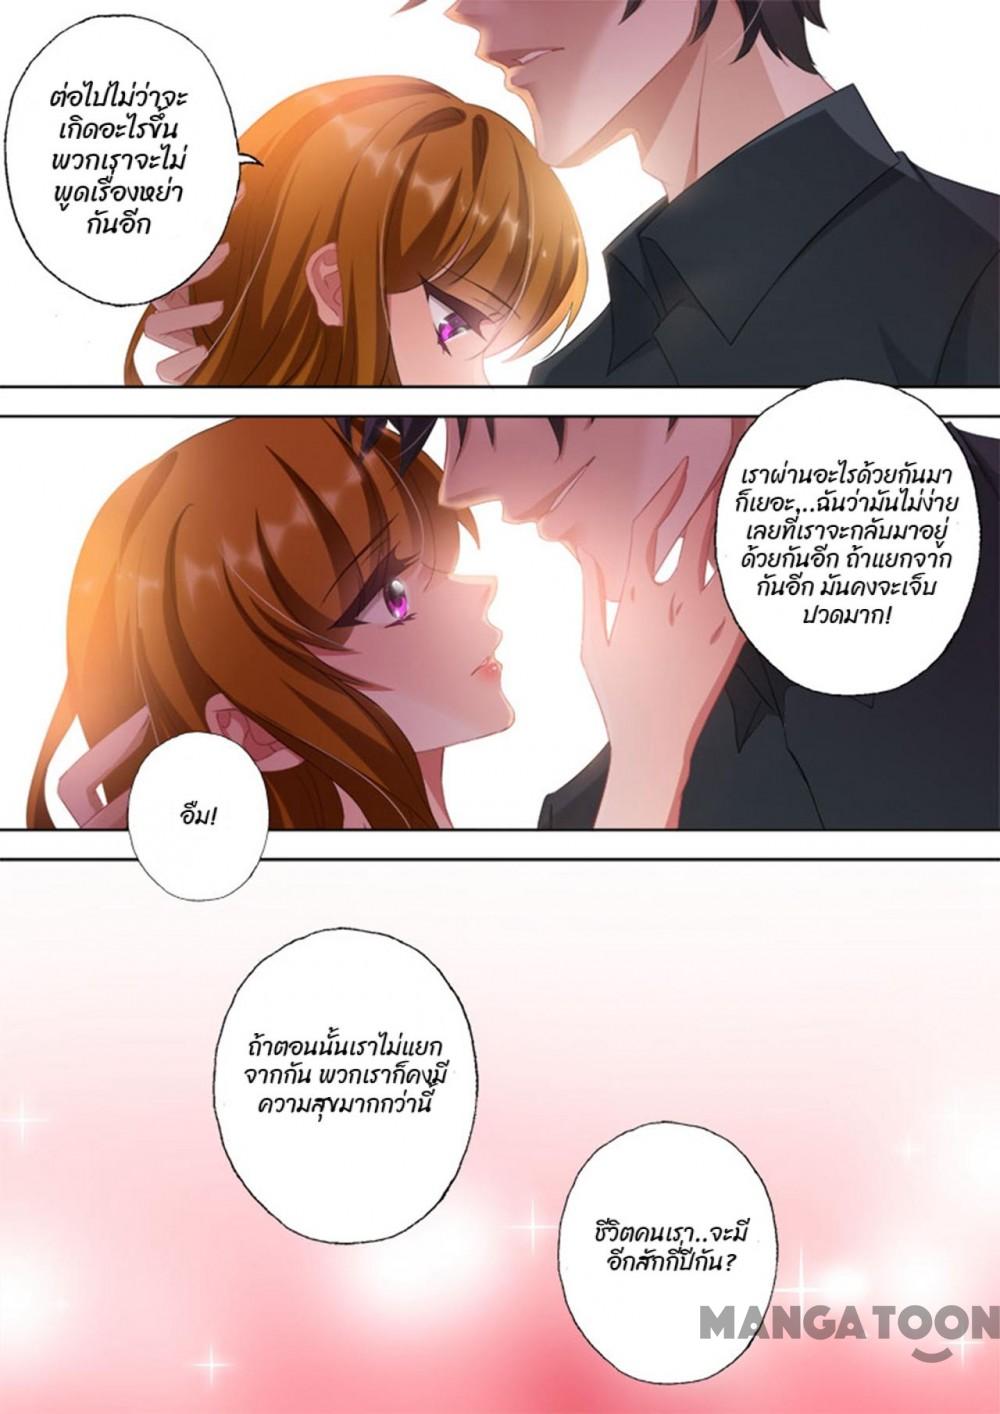 ต่อไปไม่ว่าจะ
เกิดอะไรขึ้น
พวกเราจะไม่
พูดเรื่องหย่า
กันอีก
เราผ่านอะไรด้วยกันมา
ก็เยอะ...ฉันว่ามันไม่ง่าย
เลยที่เราจะกลับมาอยู่
ด้วยกันอีก ถ้าแยกจาก
กันอีก มันคงจะเจ็บ
ปวดมาก!
อืม!
ถ้าตอนนั้นเราไม่แยก
จากกัน พวกเราก็คงมี
ความสุขมากกว่านี้
ชีวิตคนเรา..จะมี
อีกสักกี่ปีกัน?
MANGATOON